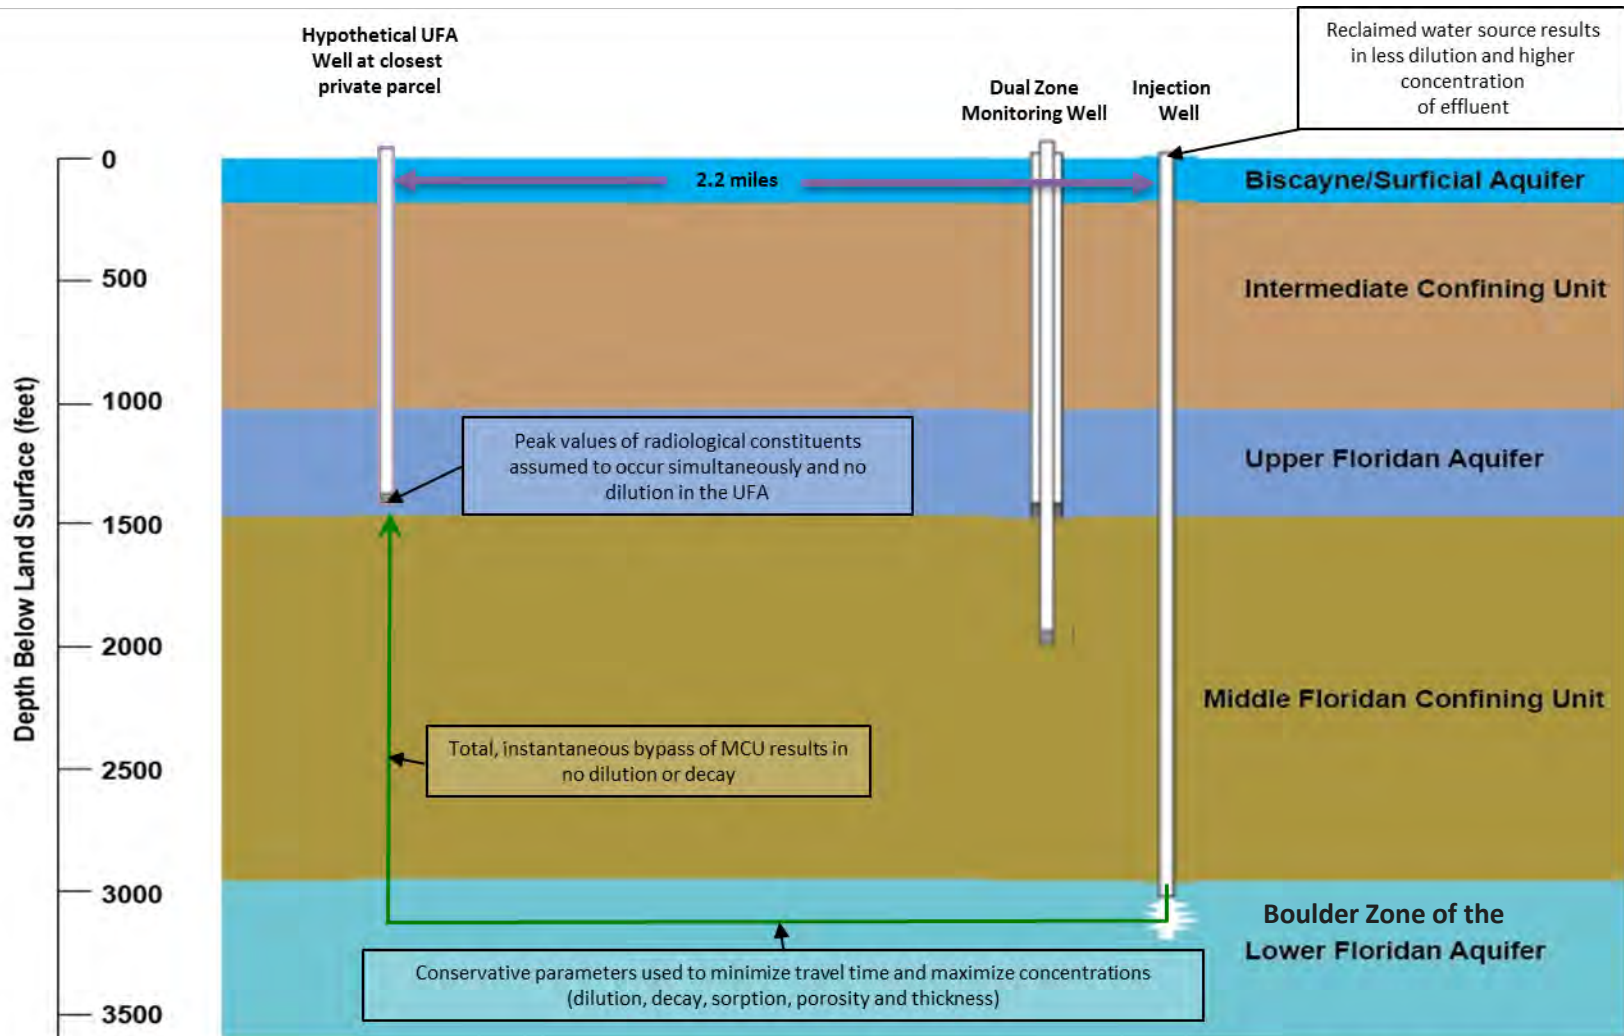 Hypothetical UFA
Well at closest
private parcel
Dual Zone
Monitoring Well
Injection
Well
Reclaimed water source results
in less dilution and higher
concentration
of effluent
0
2.2 miles
Biscayne/Surficial Aquifer
500
Intermediate Confining Unit
1000
Peak values of radiological constituents
assumed to occur simultaneously and no
dilution in the UFA
Upper Floridan Aquifer
1500
Depth Below Land Surface (feet)
2000
Middle Floridan Confining Unit
Total, instantaneous bypass of MCU results in
no dilution or decay
2500
3000
Boulder Zone of the
Lower Floridan Aquifer
Conservative parameters used to minimize travel time and maximize concentrations
(dilution, decay, sorption, porosity and thickness)
3500